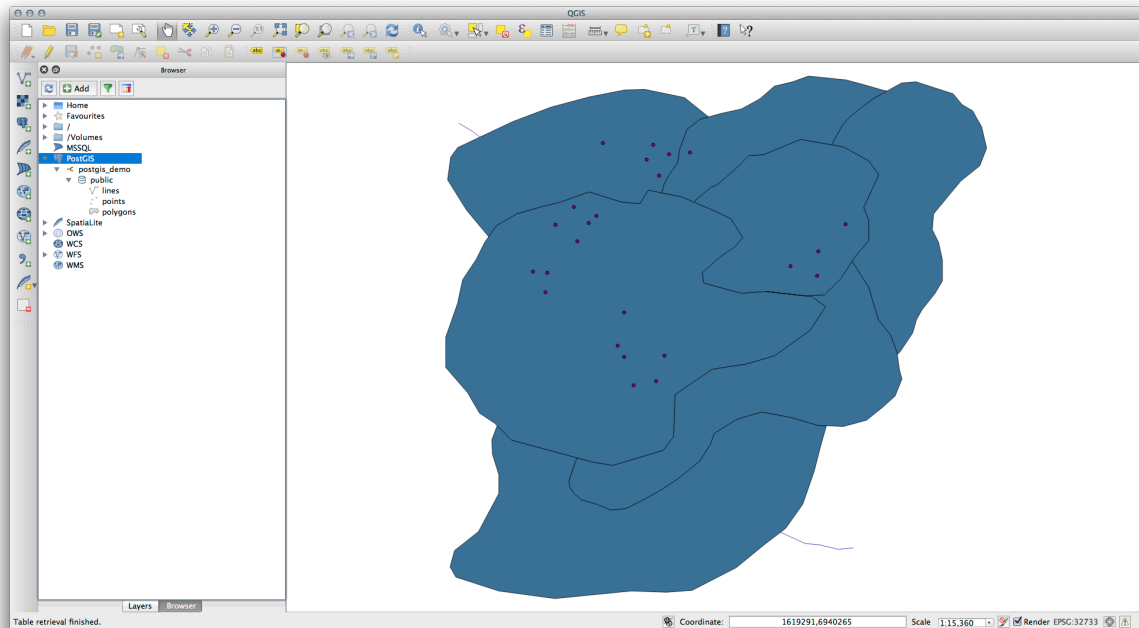 QGIS
Browser
Add
Home
Favourites
/
/Volumes
MSSQL
PostGIS
postgis_demo
public
lines
points
polygons
SpatiaLite
OWS
WCS
WFS
WMS
Layers Browser
Table retrieval finished.
Coordinate: 1619291,6940265 Scale 1:15,360 Render EPSG:32733